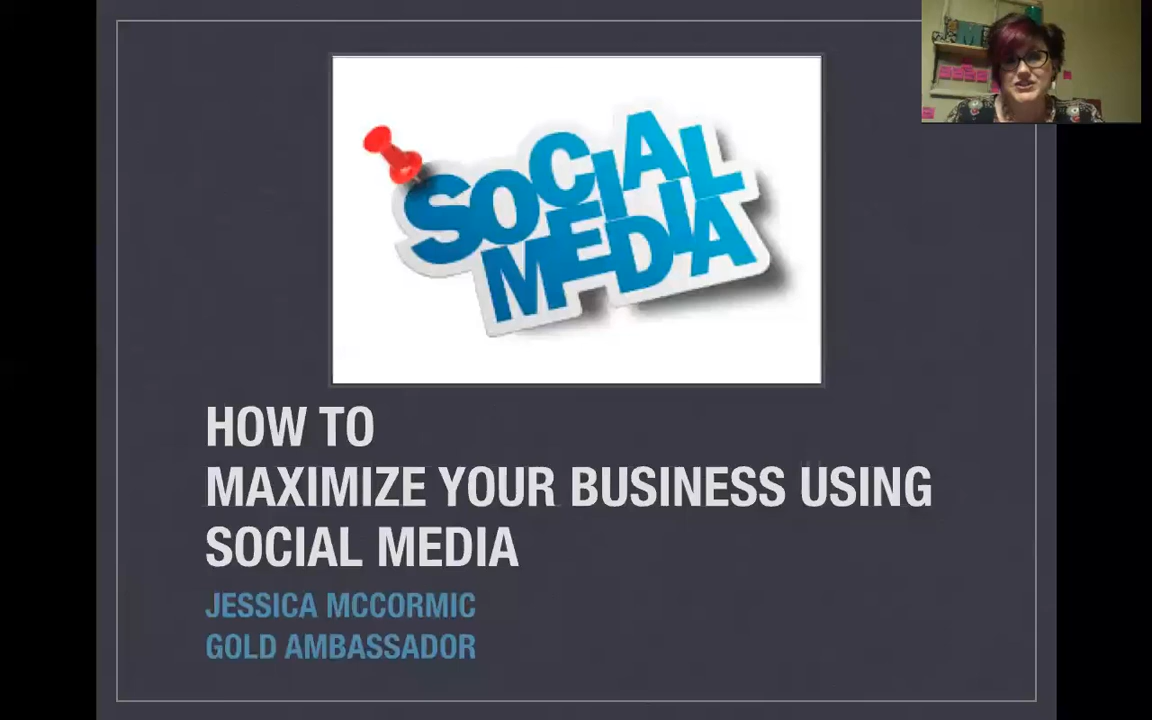 SOCIAL
MEDIA
HOW TO
MAXIMIZE YOUR BUSINESS USING
SOCIAL MEDIA
JESSICA MCCORMIC
GOLD AMBASSADOR